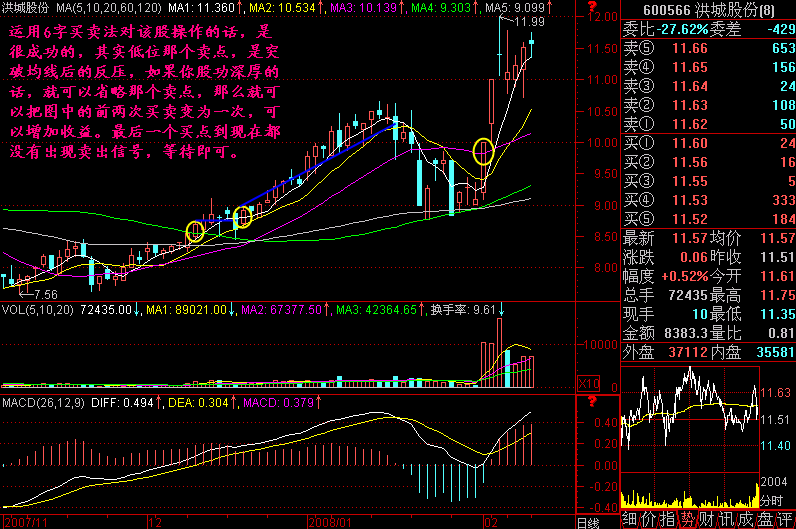 洪城股份 MA(5,10,20,60,120) MA1: 11.360↑, MA2: 10.534↑, MA3: 10.139↑, MA4: 9.303↑, MA5: 9.099↑
?
11.99
运用6字买卖法对该股操作的话，是
很成功的，其实低位那个卖点，是突
破均线后的反压，如果你股功深厚的
话，就可以省略那个卖点，那么就可
以把图中的前两次买卖变为一次，可
以增加收益。最后一个买点到现在都
没有出现卖出信号，等待即可。
7.56
12.00
11.50
11.00
10.50
10.00
9.50
9.00
8.50
8.00
VOL(5,10,20) 72435.00↓, MA1: 89021.00↓, MA2: 67377.50↑, MA3: 42364.65↑, 换手率: 9.61↓
10000
X10
0
MACD(26,12,9) DIFF: 0.494↑, DEA: 0.304↑, MACD: 0.379↑
?
0.40
0.20
0.00
-0.20
-0.40
2007/11
12
2008/01
02
日线
600566 洪城股份(8)
委比 -27.62% 委差 -429
卖⑤ 11.66 653
卖④ 11.65 156
卖③ 11.64 24
卖② 11.63 108
卖① 11.62 50
买① 11.60 24
买② 11.56 16
买③ 11.55 5
买④ 11.53 333
买⑤ 11.52 184
最新 11.57 均价 11.57
涨跌 0.06 昨收 11.51
幅度 +0.52% 今开 11.61
总手 72435 最高 11.75
现手 10 最低 11.35
金额 8383.3 量比 0.81
外盘 37112 内盘 35581
11.63
11.51
11.40
2004
分时
细价指势财讯成盘评